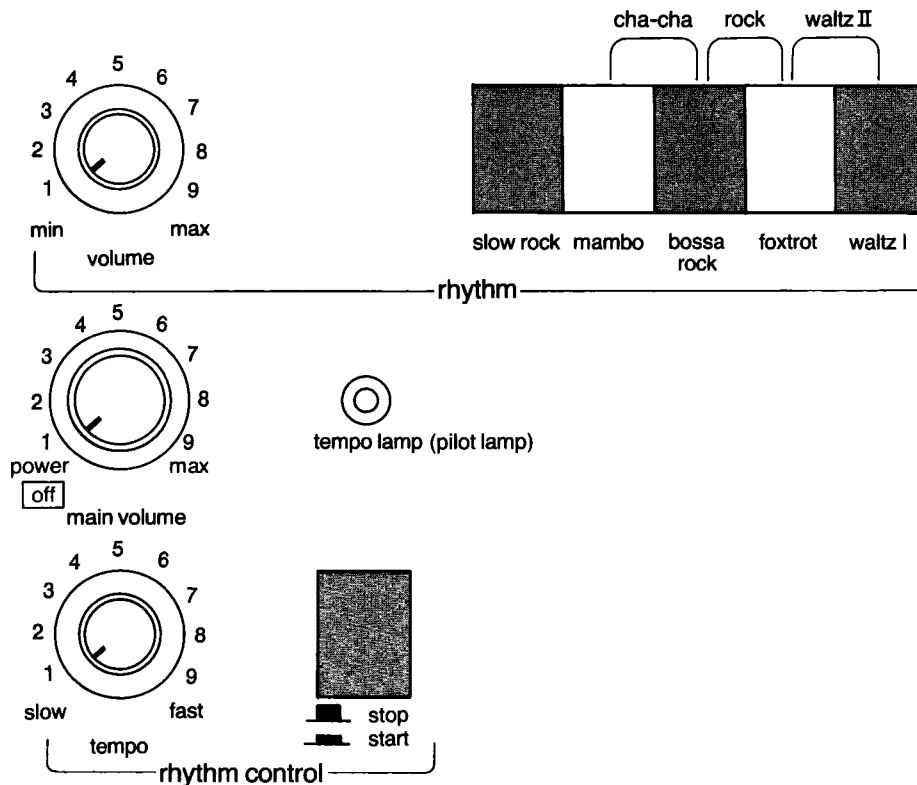 cha-cha rock waltz II
5
4 6
3 7
2 8
1 9
min max
volume
slow rock mambo bossa rock foxtrot waltz I
rhythm
5
4 6
3 7
2 8
1 9
power max
off
main volume
tempo lamp (pilot lamp)
5
4 6
3 7
2 8
1 9
slow fast
tempo
stop
start
rhythm control